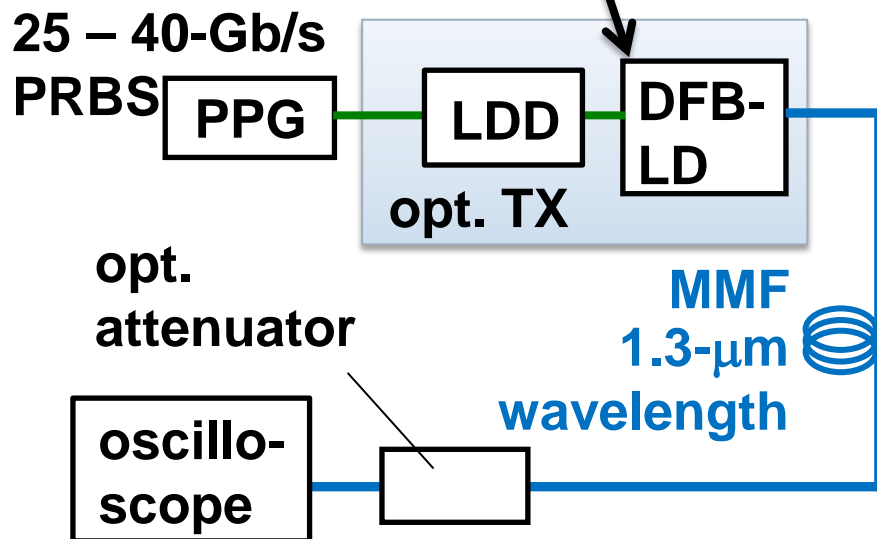 25 – 40-Gb/s
PRBS
PPG
LDD
DFB-
LD
opt. TX
opt.
attenuator
MMF
1.3-μm
wavelength
oscillo-
scope